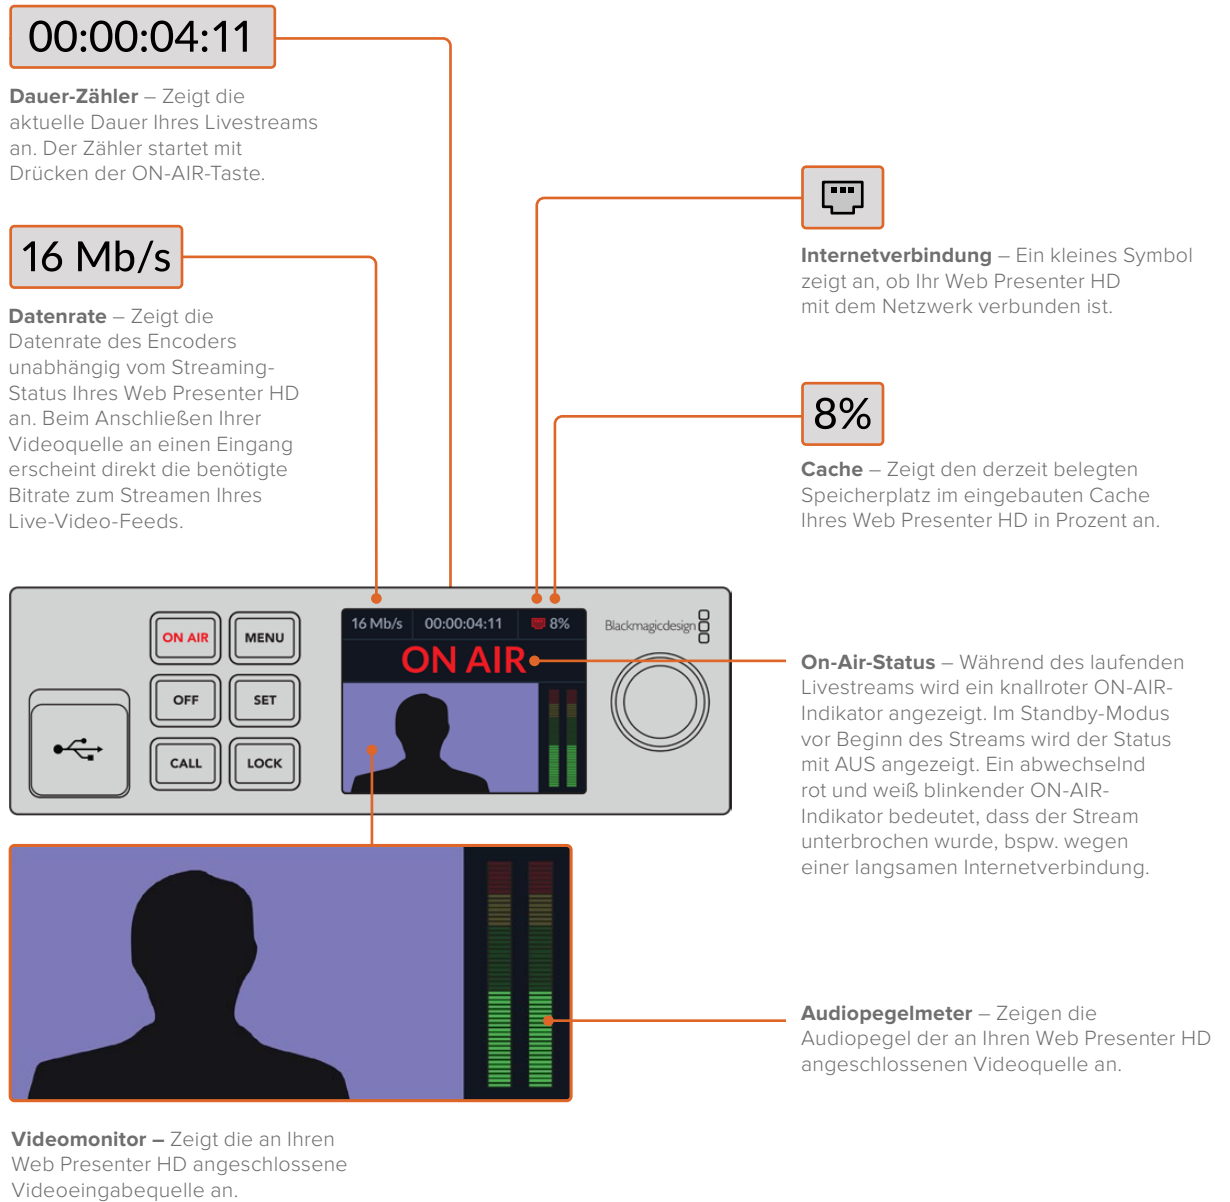 00:00:04:11
Dauer-Zähler – Zeigt die
aktuelle Dauer Ihres Livestreams
an. Der Zähler startet mit
Drücken der ON-AIR-Taste.
16 Mb/s
Datenrate – Zeigt die
Datenrate des Encoders
unabhängig vom Streaming-
Status Ihres Web Presenter HD
an. Beim Anschließen Ihrer
Videoquelle an einen Eingang
erscheint direkt die benötigte
Bitrate zum Streamen Ihres
Live-Video-Feeds.
Internetverbindung – Ein kleines Symbol
zeigt an, ob Ihr Web Presenter HD
mit dem Netzwerk verbunden ist.
8%
Cache – Zeigt den derzeit belegten
Speicherplatz im eingebauten Cache
Ihres Web Presenter HD in Prozent an.
ON AIR MENU
OFF SET
CALL LOCK
16 Mb/s 00:00:04:11 8%
ON AIR
Blackmagicdesign
On-Air-Status – Während des laufenden
Livestreams wird ein knallroter ON-AIR-
Indikator angezeigt. Im Standby-Modus
vor Beginn des Streams wird der Status
mit AUS angezeigt. Ein abwechselnd
rot und weiß blinkender ON-AIR-
Indikator bedeutet, dass der Stream
unterbrochen wurde, bspw. wegen
einer langsamen Internetverbindung.
Audiopegelmeter – Zeigen die
Audiopegel der an Ihren Web Presenter HD
angeschlossenen Videoquelle an.
Videomonitor – Zeigt die an Ihren
Web Presenter HD angeschlossene
Videoeingabequelle an.